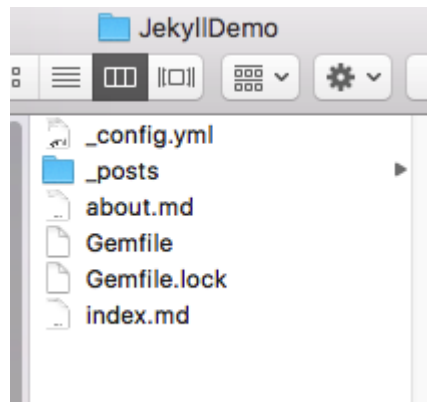 JekyllDemo
_config.yml
_posts
about.md
Gemfile
Gemfile.lock
index.md